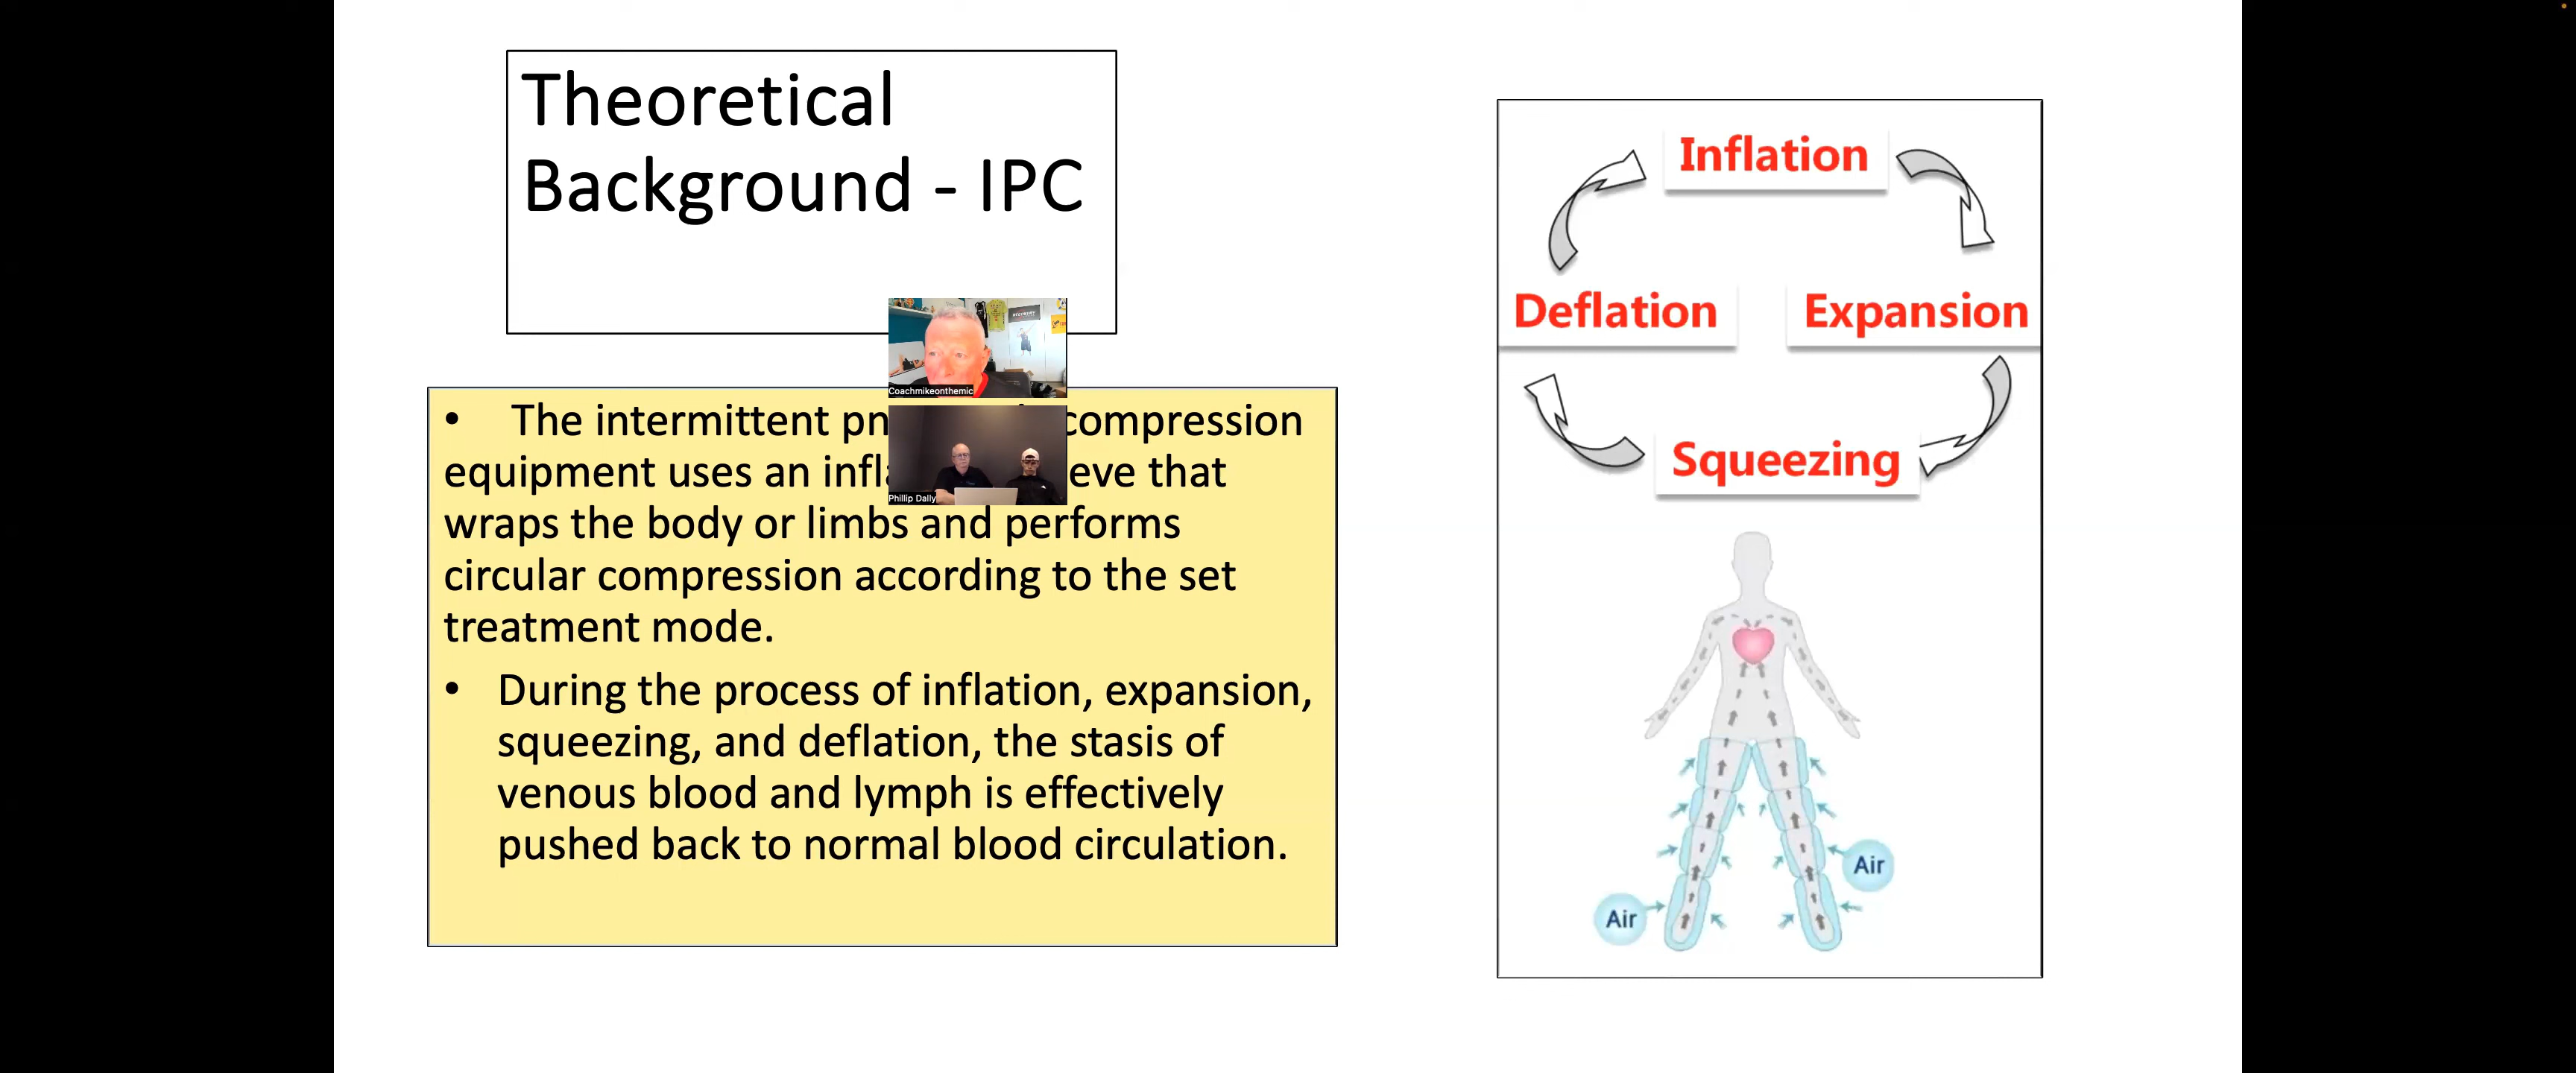 Theoretical
Background - IPC
Coachmikeonthemic
Phillip Dally
• The intermittent pn compression
equipment uses an infla eve that
wraps the body or limbs and performs
circular compression according to the set
treatment mode.
• During the process of inflation, expansion,
squeezing, and deflation, the stasis of
venous blood and lymph is effectively
pushed back to normal blood circulation.
Inflation
Deflation
Expansion
Squeezing
Air
Air